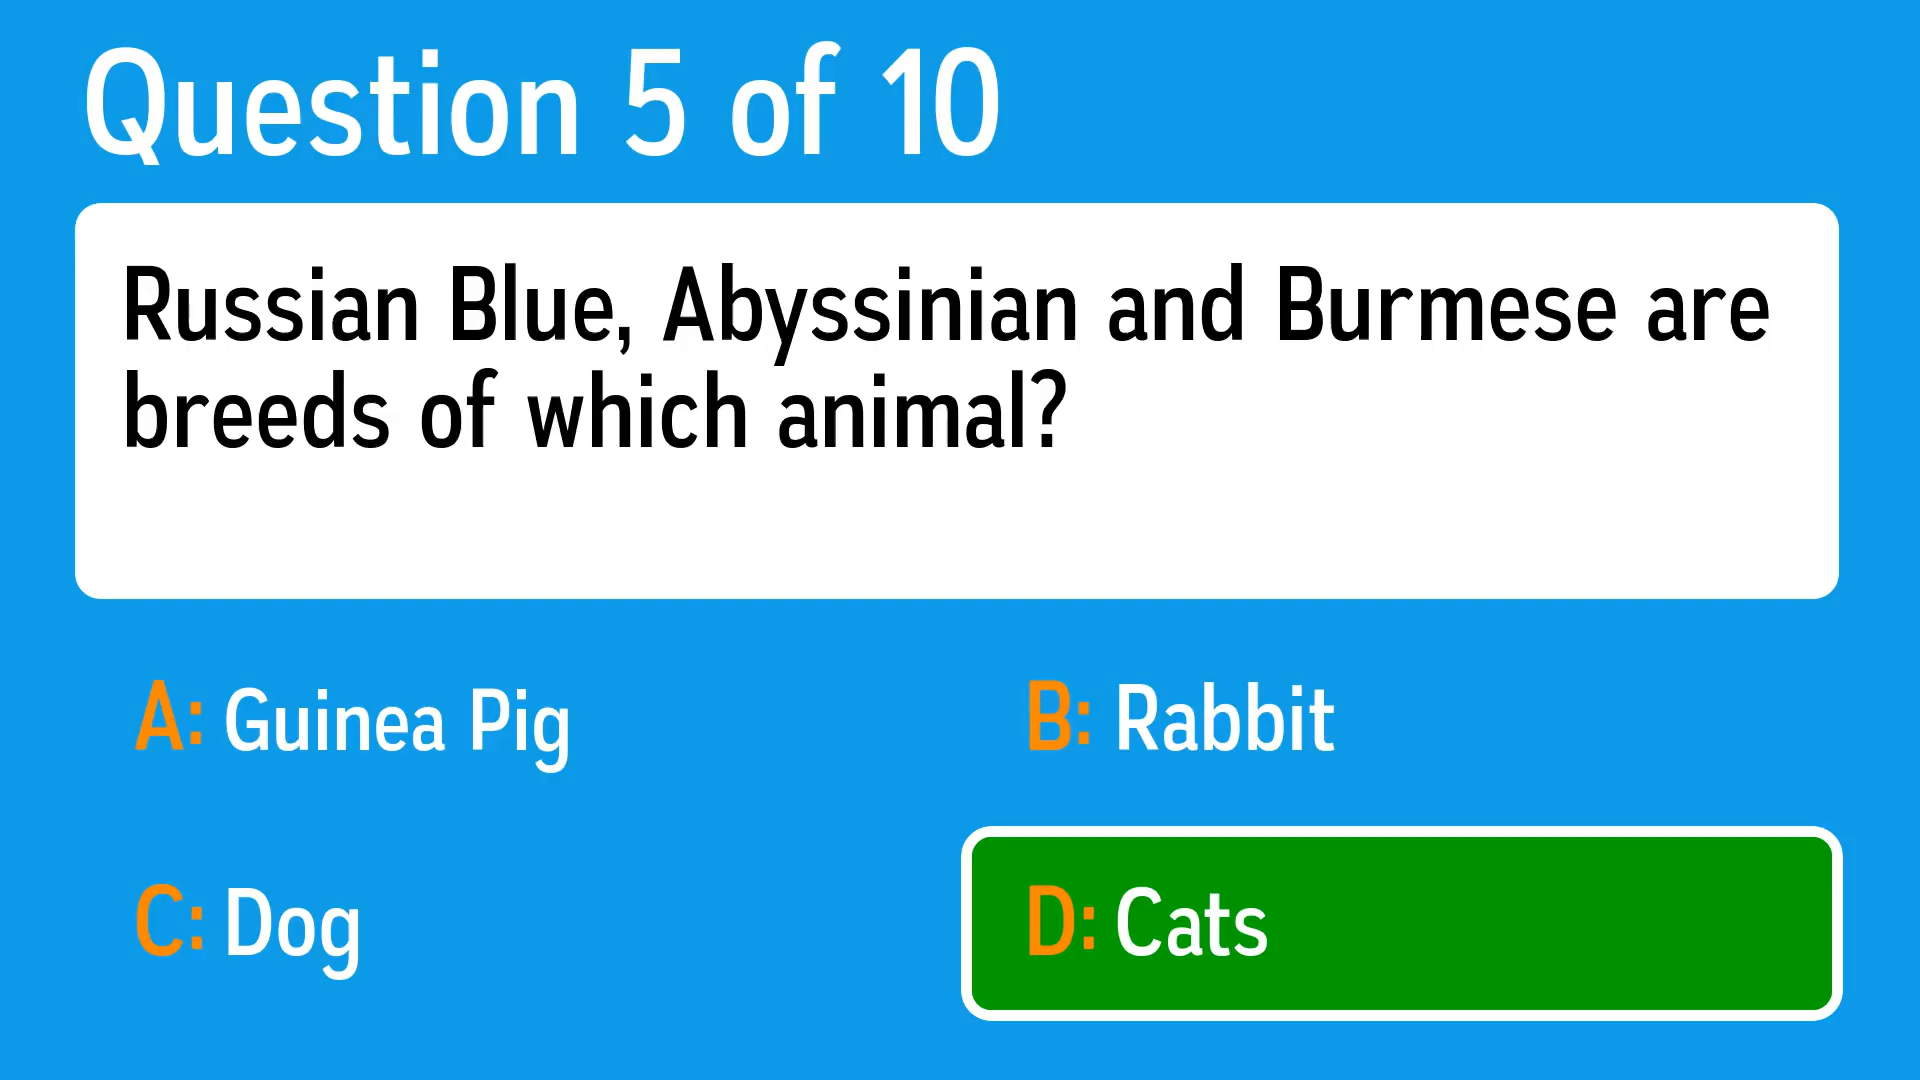 Question 5 of 10
Russian Blue, Abyssinian and Burmese are
breeds of which animal?
A: Guinea Pig
B: Rabbit
C: Dog
D: Cats